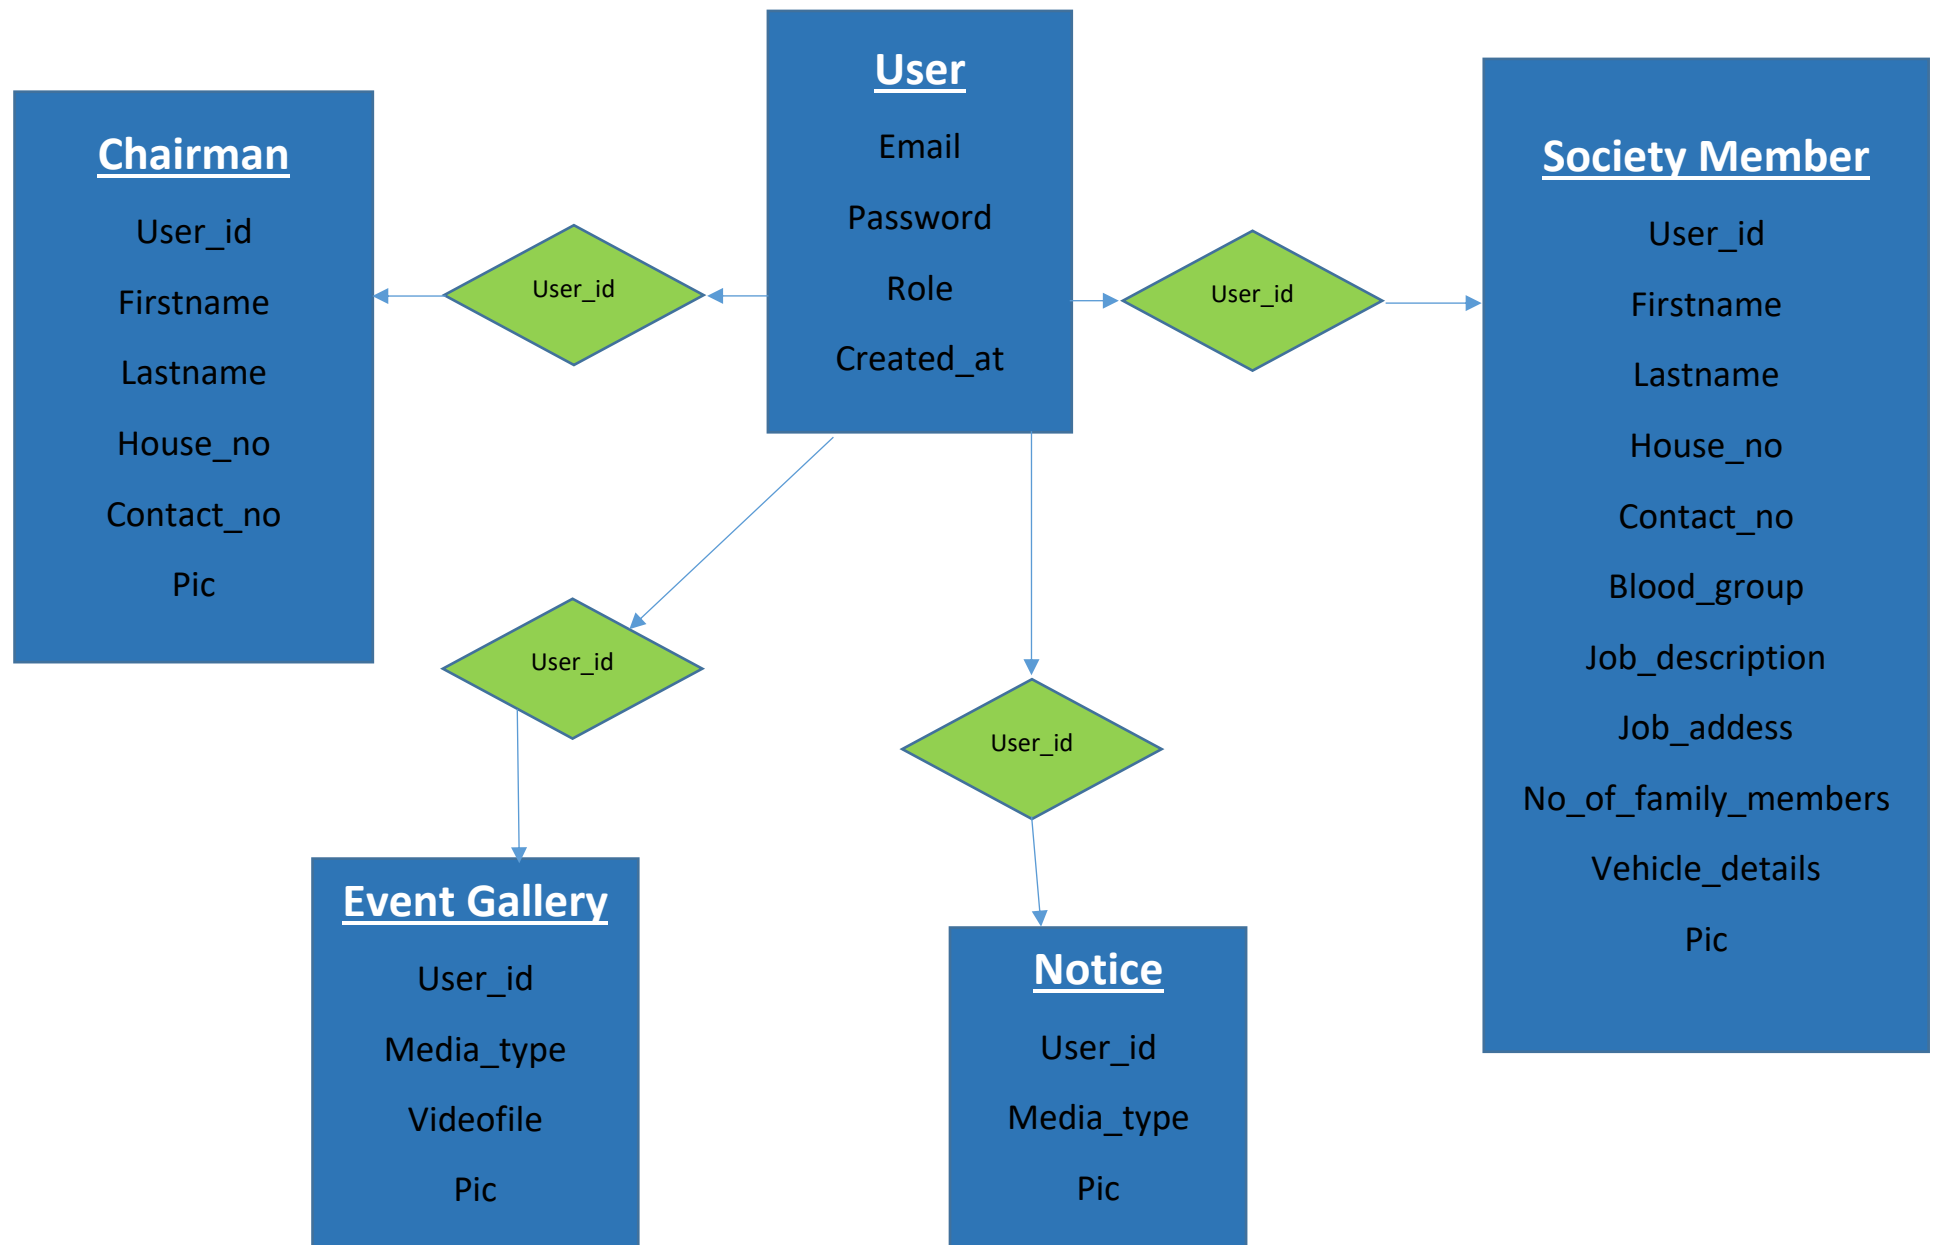 User
Email
Password
Role
Created_at
Chairman
User_id
Firstname
Lastname
House_no
Contact_no
Pic
User_id
User_id
Society Member
User_id
Firstname
Lastname
House_no
Contact_no
Blood_group
Job_description
Job_addess
No_of_family_members
Vehicle_details
Pic
User_id
User_id
Event Gallery
User_id
Media_type
Videofile
Pic
Notice
User_id
Media_type
Pic